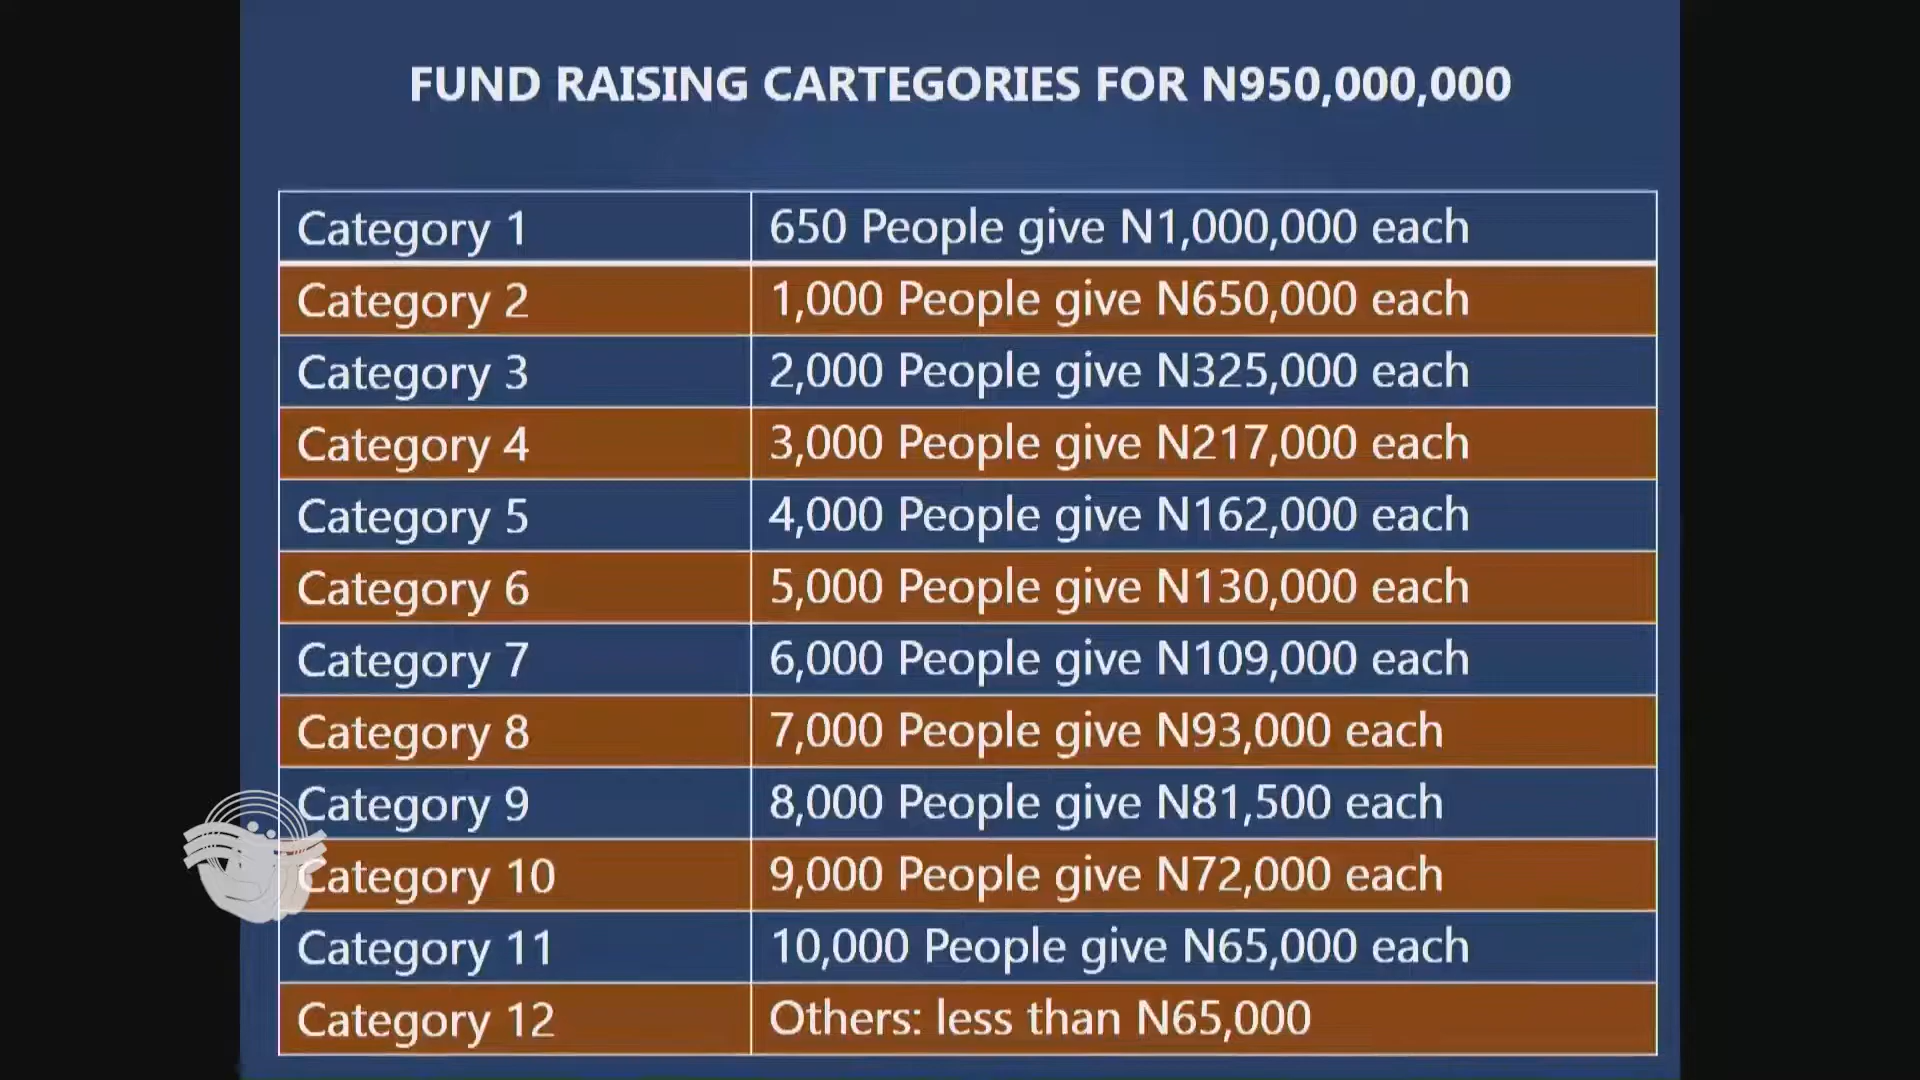 FUND RAISING CARTEGORIES FOR N950,000,000
Category 1 650 People give N1,000,000 each
Category 2 1,000 People give N650,000 each
Category 3 2,000 People give N325,000 each
Category 4 3,000 People give N217,000 each
Category 5 4,000 People give N162,000 each
Category 6 5,000 People give N130,000 each
Category 7 6,000 People give N109,000 each
Category 8 7,000 People give N93,000 each
Category 9 8,000 People give N81,500 each
Category 10 9,000 People give N72,000 each
Category 11 10,000 People give N65,000 each
Category 12 Others: less than N65,000